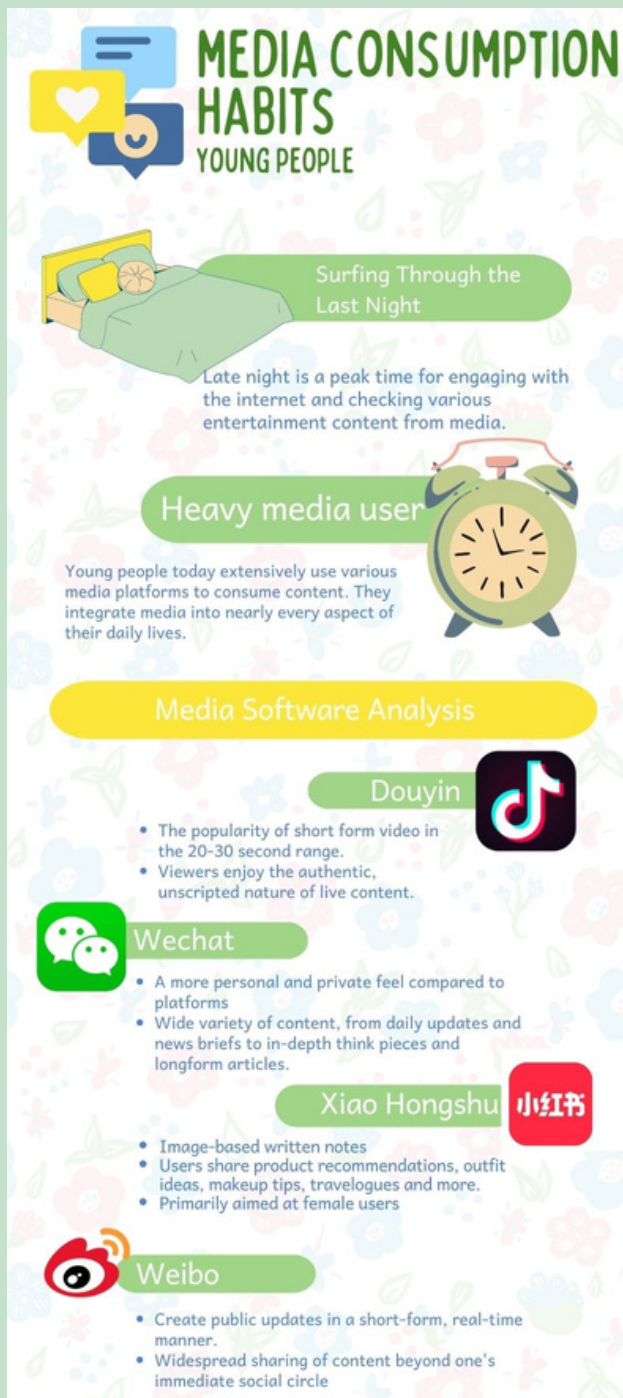 MEDIA CONSUMPTION
HABITS
YOUNG PEOPLE
Surfing Through the
Last Night
Late night is a peak time for engaging with
the internet and checking various
entertainment content from media.
Heavy media user
Young people today extensively use various
media platforms to consume content. They
integrate media into nearly every aspect of
their daily lives.
Media Software Analysis
Douyin
• The popularity of short form video in
the 20-30 second range.
• Viewers enjoy the authentic,
unscripted nature of live content.
Wechat
• A more personal and private feel compared to
platforms
• Wide variety of content, from daily updates and
news briefs to in-depth think pieces and
longform articles.
Xiao Hongshu
小红书
• Image-based written notes
• Users share product recommendations, outfit
ideas, makeup tips, travelogues and more.
• Primarily aimed at female users
Weibo
• Create public updates in a short-form, real-time
manner.
• Widespread sharing of content beyond one's
immediate social circle